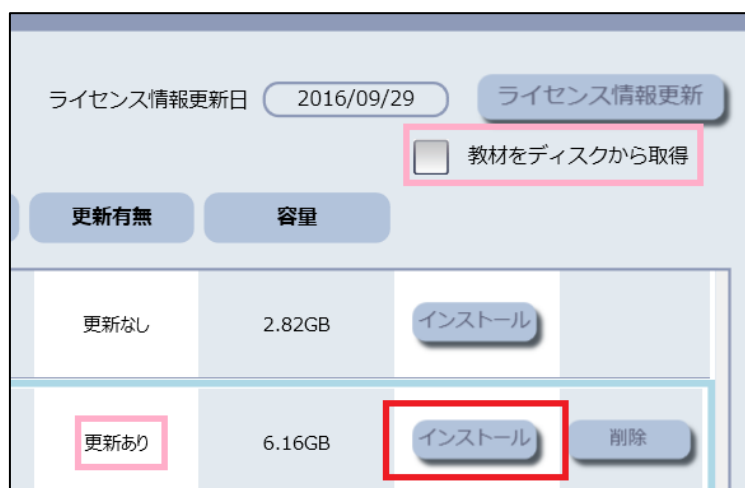 ライセンス情報更新日 2016/09/29 ライセンス情報更新
教材をディスクから取得
更新有無 容量
更新なし 2.82GB インストール
更新あり 6.16GB インストール 削除